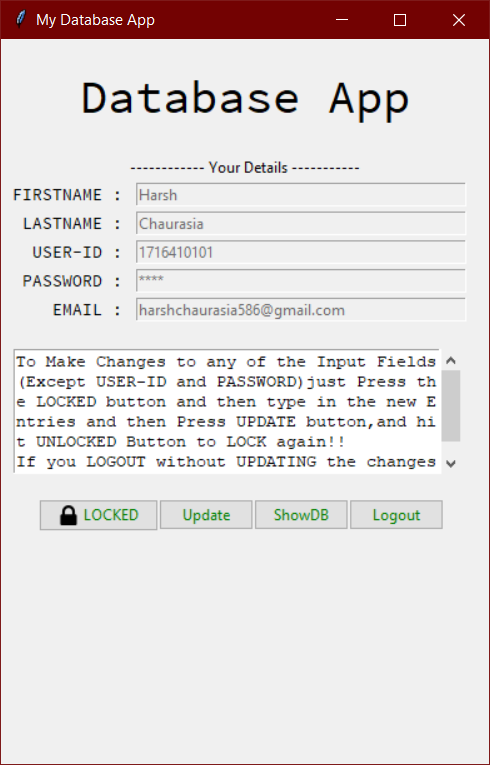 My Database App
Database App
------------ Your Details -----------
FIRSTNAME : Harsh
LASTNAME : Chaurasia
USER-ID : 1716410101
PASSWORD : ****
EMAIL : harshchaurasia586@gmail.com
To Make Changes to any of the Input Fields
(Except USER-ID and PASSWORD)just Press th
e LOCKED button and then type in the new E
ntries and then Press UPDATE button,and hi
t UNLOCKED Button to LOCK again!!
If you LOGOUT without UPDATING the changes
LOCKED Update ShowDB Logout